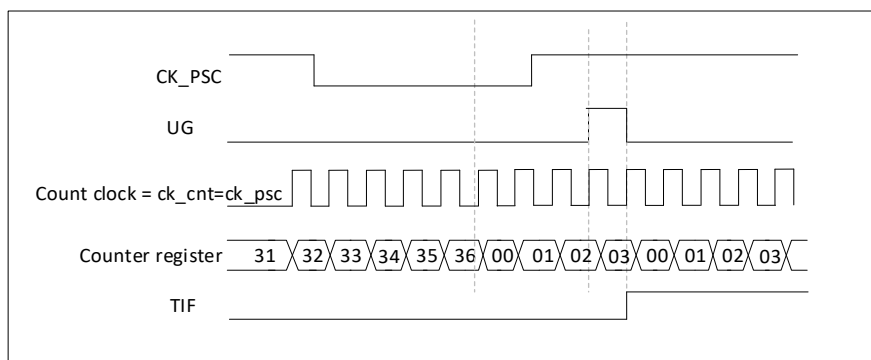 CK_PSC
UG
Count clock = ck_cnt=ck_psc
Counter register 31 32 33 34 35 36 00 01 02 03 00 01 02 03
TIF